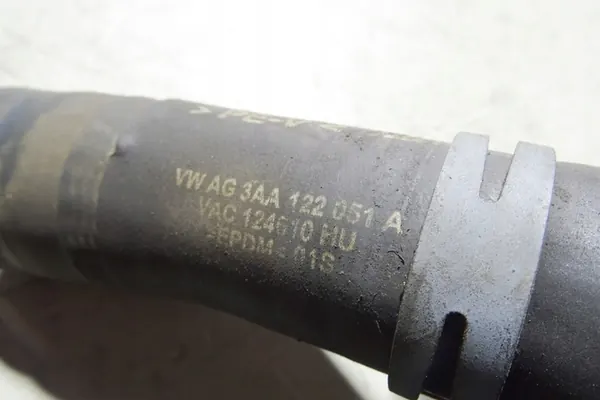 VW AG 3AA 122 051 A
VAC 124610 HU
EPDM - 01S